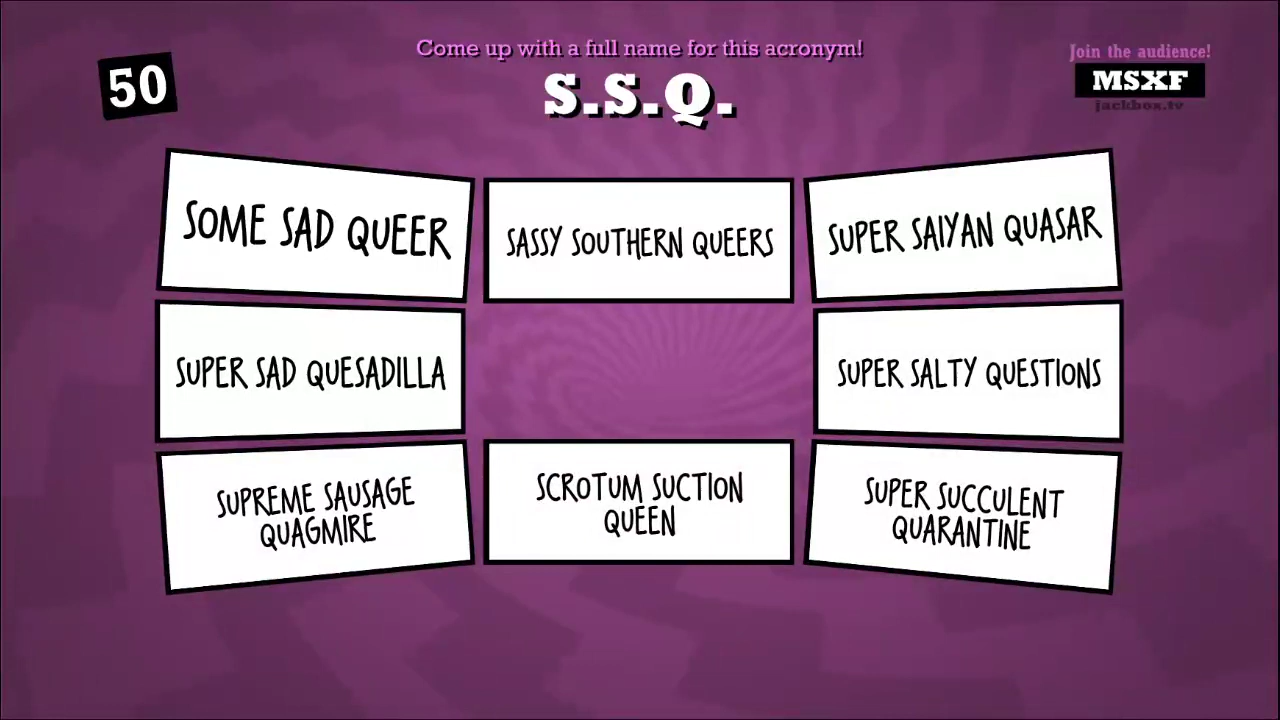 Come up with a full name for this acronym!
Join the audience!
50
S.S.Q.
MSXF
jackbox.tv
SOME SAD QUEER
SASSY SOUTHERN QUEERS
SUPER SAIYAN QUASAR
SUPER SAD QUESADILLA
SUPER SALTY QUESTIONS
SUPREME SAUSAGE
QUAGMIRE
SCROTUM SUCTION
QUEEN
SUPER SUCCULENT
QUARANTINE